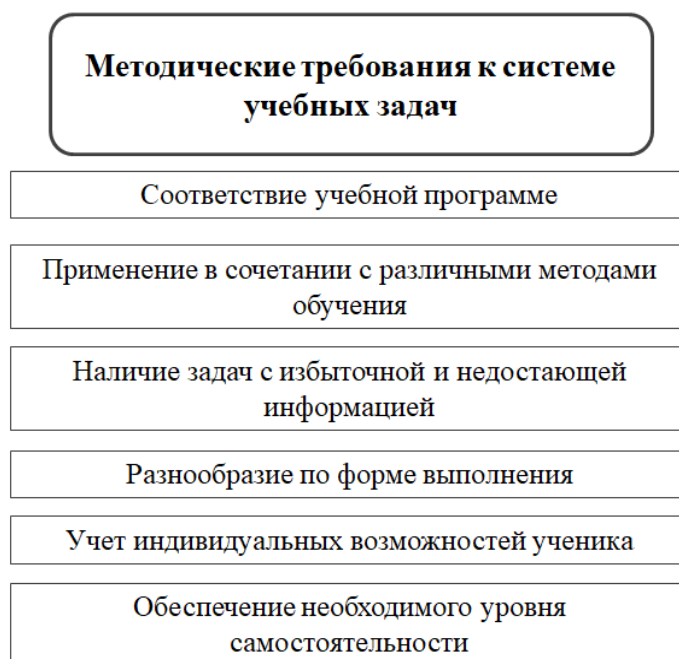 Методические требования к системе
учебных задач
Соответствие учебной программе
Применение в сочетании с различными методами
обучения
Наличие задач с избыточной и недостающей
информацией
Разнообразие по форме выполнения
Учет индивидуальных возможностей ученика
Обеспечение необходимого уровня
самостоятельности